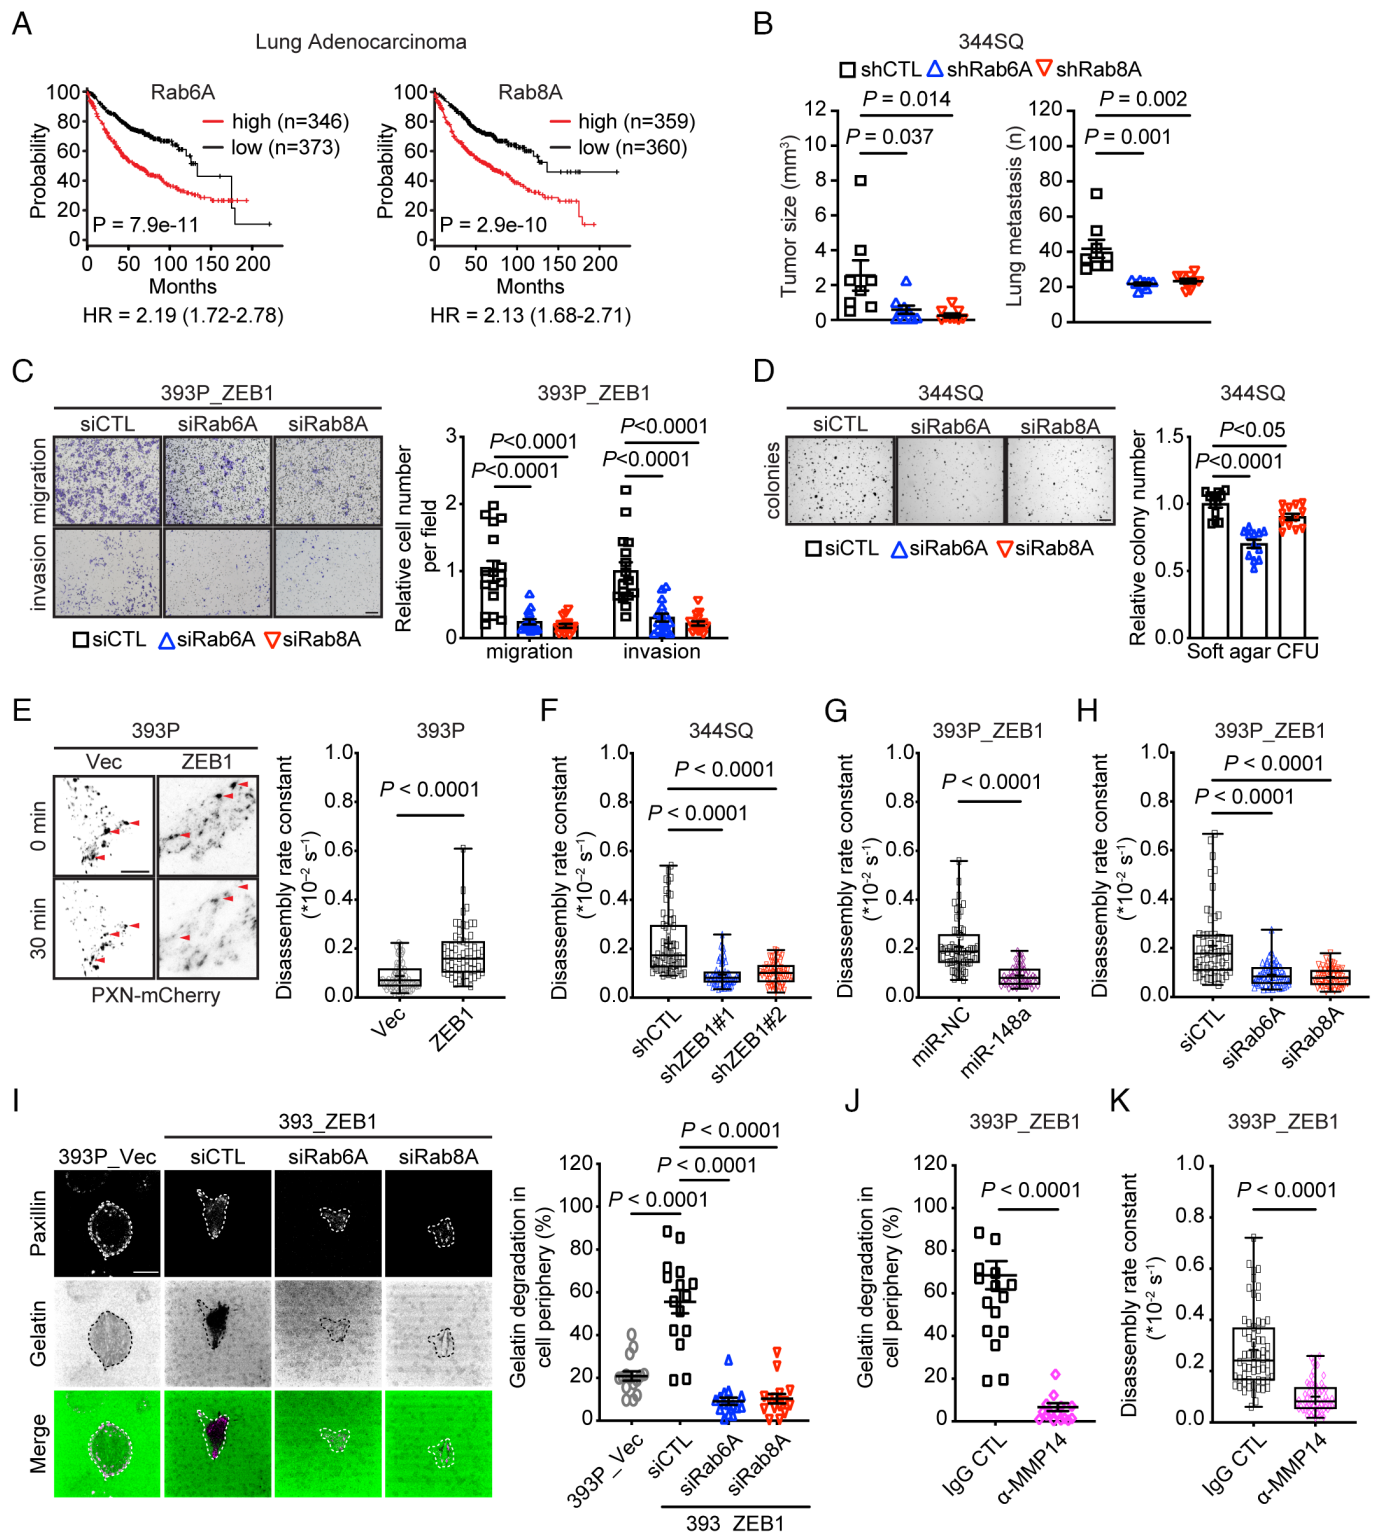 A
Lung Adenocarcinoma
Rab6A
high (n=346)
low (n=373)
Probability
100
80
60
40
20
0
P = 7.9e-11
0 50 100 150 200
Months
HR = 2.19 (1.72-2.78)
Rab8A
high (n=359)
low (n=360)
Probability
100
80
60
40
20
0
P = 2.9e-10
0 50 100 150 200
Months
HR = 2.13 (1.68-2.71)
B
344SQ
shCTL shRab6A shRab8A
P = 0.014
P = 0.037
Tumor size (mm³)
12
10
8
6
4
2
0
P = 0.002
P = 0.001
Lung metastasis (n)
120
100
80
60
40
20
0
C
393P_ZEB1
siCTL siRab6A siRab8A
migration
invasion
siCTL siRab6A siRab8A
393P_ZEB1
P<0.0001
P<0.0001
P<0.0001
P<0.0001
Relative cell number
per field
3
2
1
0
migration invasion
D
344SQ
siCTL siRab6A siRab8A
colonies
siCTL siRab6A siRab8A
344SQ
P<0.05
P<0.0001
Relative colony number
1.5
1.0
0.5
0.0
Soft agar CFU
E
393P
Vec ZEB1
0 min
30 min
PXN-mCherry
393P
P < 0.0001
Disassembly rate constant
(*10⁻² s⁻¹)
1.0
0.8
0.6
0.4
0.2
0.0
Vec
ZEB1
F
344SQ
P < 0.0001
P < 0.0001
Disassembly rate constant
(*10⁻² s⁻¹)
1.0
0.8
0.6
0.4
0.2
0.0
shCTL
shZEB1#1
shZEB1#2
G
393P_ZEB1
P < 0.0001
Disassembly rate constant
(*10⁻² s⁻¹)
1.0
0.8
0.6
0.4
0.2
0.0
miR-NC
miR-148a
H
393P_ZEB1
P < 0.0001
P < 0.0001
Disassembly rate constant
(*10⁻² s⁻¹)
1.0
0.8
0.6
0.4
0.2
0.0
siCTL
siRab6A
siRab8A
I
393_ZEB1
393P_Vec siCTL siRab6A siRab8A
Paxillin
Gelatin
Merge
P < 0.0001
P < 0.0001
P < 0.0001
Gelatin degradation in
cell periphery (%)
120
100
80
60
40
20
0
393P_Vec
siCTL
siRab6A
siRab8A
393_ZEB1
J
393P_ZEB1
P < 0.0001
Gelatin degradation in
cell periphery (%)
120
100
80
60
40
20
0
IgG CTL
α-MMP14
K
393P_ZEB1
P < 0.0001
Disassembly rate constant
(*10⁻² s⁻¹)
1.0
0.8
0.6
0.4
0.2
0.0
IgG CTL
α-MMP14